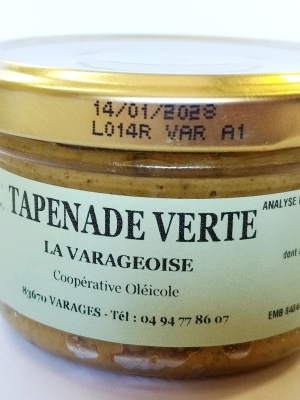 14/01/2028
L014R VAR A1
TAPENADE VERTE
LA VARAGEOISE
Coopérative Oléicole
83670 VARAGES - Tél : 04 94 77 86 07
ANALYSE
dont
EMB 8404